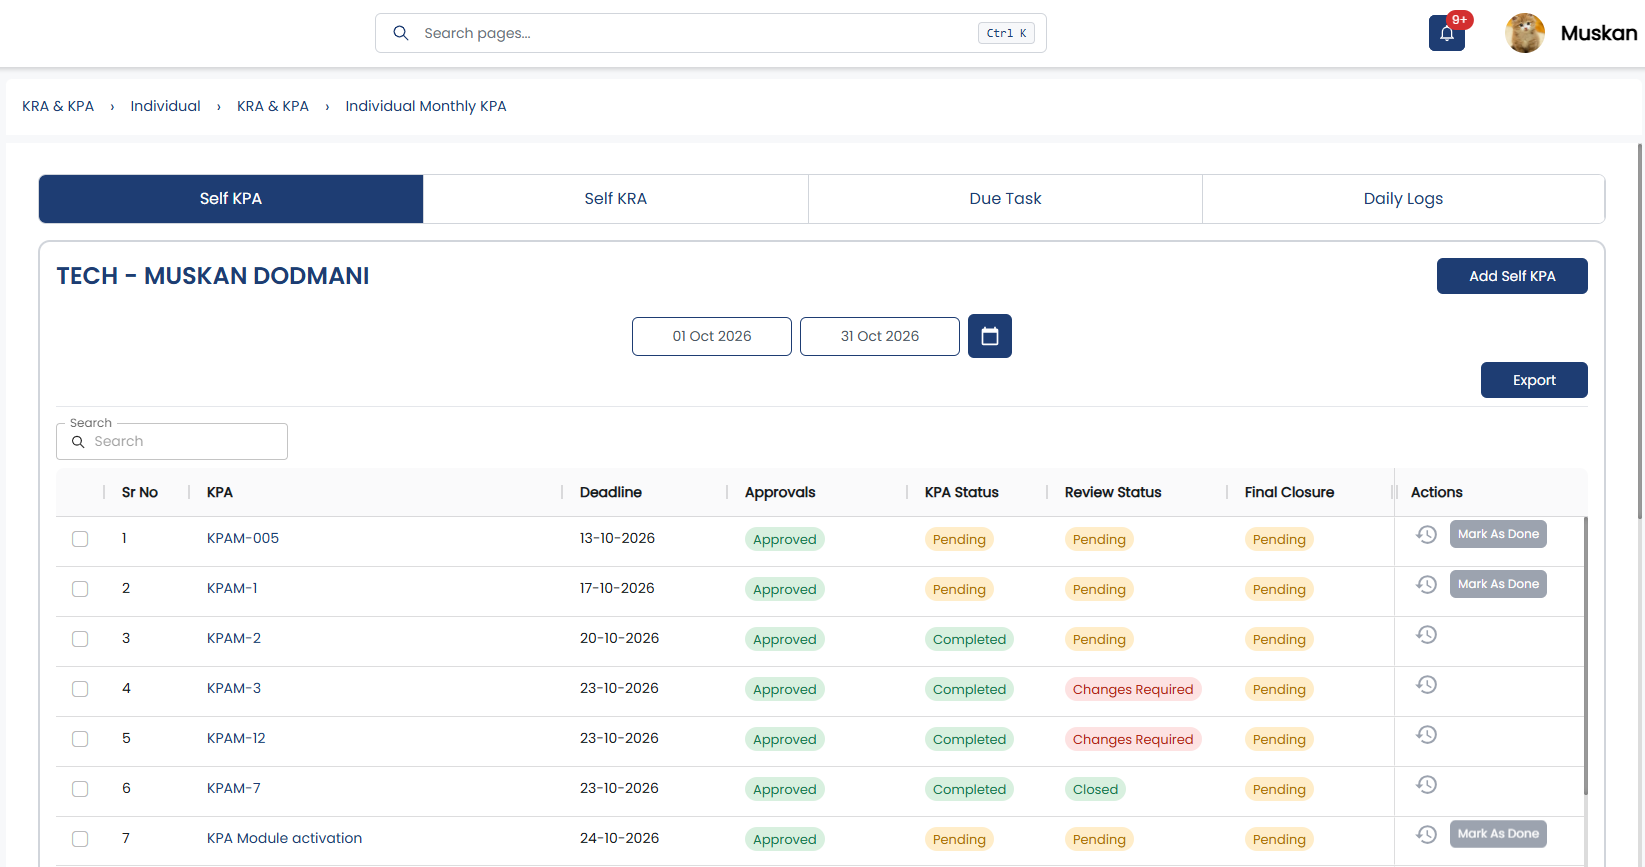 Search pages...
Ctrl K
9+
Muskan
KRA & KPA › Individual › KRA & KPA › Individual Monthly KPA
Self KPA
Self KRA
Due Task
Daily Logs
TECH - MUSKAN DODMANI
Add Self KPA
01 Oct 2026
31 Oct 2026
Export
Search
Search
Sr No KPA Deadline Approvals KPA Status Review Status Final Closure Actions
1 KPAM-005 13-10-2026 Approved Pending Pending Pending Mark As Done
2 KPAM-1 17-10-2026 Approved Pending Pending Pending Mark As Done
3 KPAM-2 20-10-2026 Approved Completed Pending Pending
4 KPAM-3 23-10-2026 Approved Completed Changes Required Pending
5 KPAM-12 23-10-2026 Approved Completed Changes Required Pending
6 KPAM-7 23-10-2026 Approved Completed Closed Pending
7 KPA Module activation 24-10-2026 Approved Pending Pending Pending Mark As Done